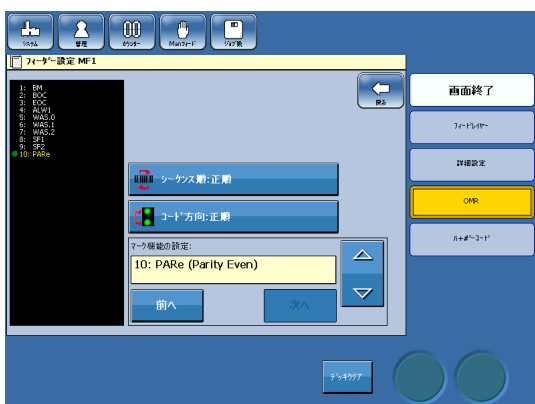 システム
管理
カウンター
Manフィード
ジョブ換
フィーダー設定 MF1
1: BM
2: BOC
3: EOC
4: ALW1
5: WAS.0
6: WAS.1
7: WAS.2
8: SF1
9: SF2
10: PARe
戻る
シーケンス順:正順
コード方向:正順
マーク機能の設定:
10: PARe (Parity Even)
前へ
次へ
画面終了
フィードレイヤー
詳細設定
OMR
バーコード
デッキクリア